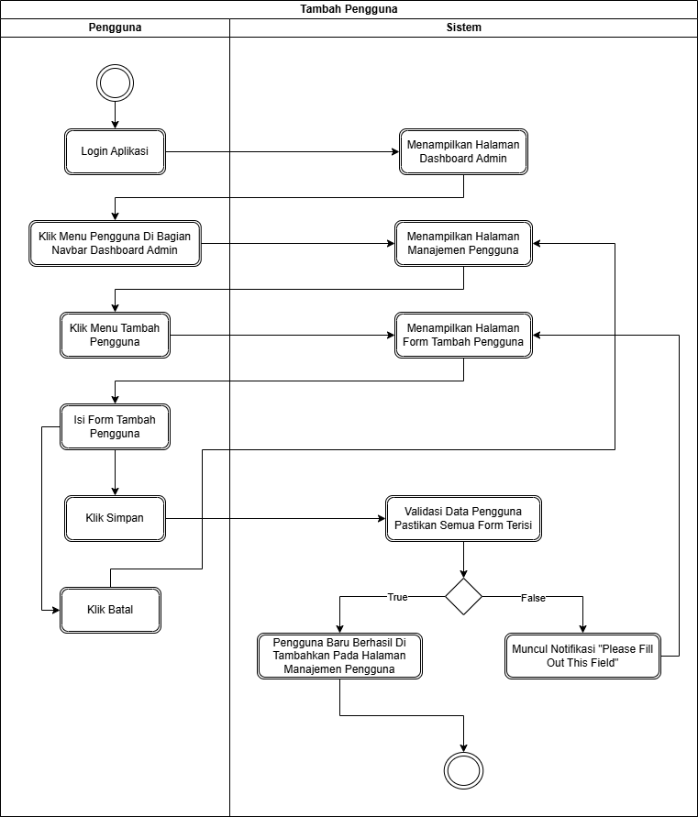 Tambah Pengguna
Pengguna
Sistem
Login Aplikasi
Menampilkan Halaman
Dashboard Admin
Klik Menu Pengguna Di Bagian
Navbar Dashboard Admin
Menampilkan Halaman
Manajemen Pengguna
Klik Menu Tambah
Pengguna
Menampilkan Halaman
Form Tambah Pengguna
Isi Form Tambah
Pengguna
Klik Simpan
Validasi Data Pengguna
Pastikan Semua Form Terisi
Klik Batal
True
False
Pengguna Baru Berhasil Di
Tambahkan Pada Halaman
Manajemen Pengguna
Muncul Notifikasi "Please Fill
Out This Field"